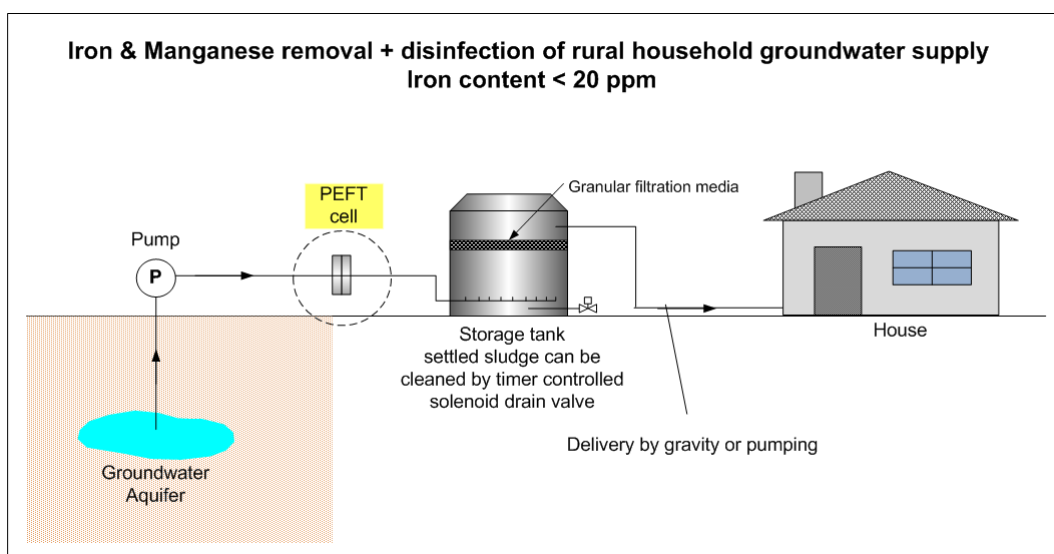 Iron & Manganese removal + disinfection of rural household groundwater supply
Iron content < 20 ppm
PEFT
cell
Granular filtration media
Pump
P
Storage tank
settled sludge can be
cleaned by timer controlled
solenoid drain valve
House
Delivery by gravity or pumping
Groundwater
Aquifer